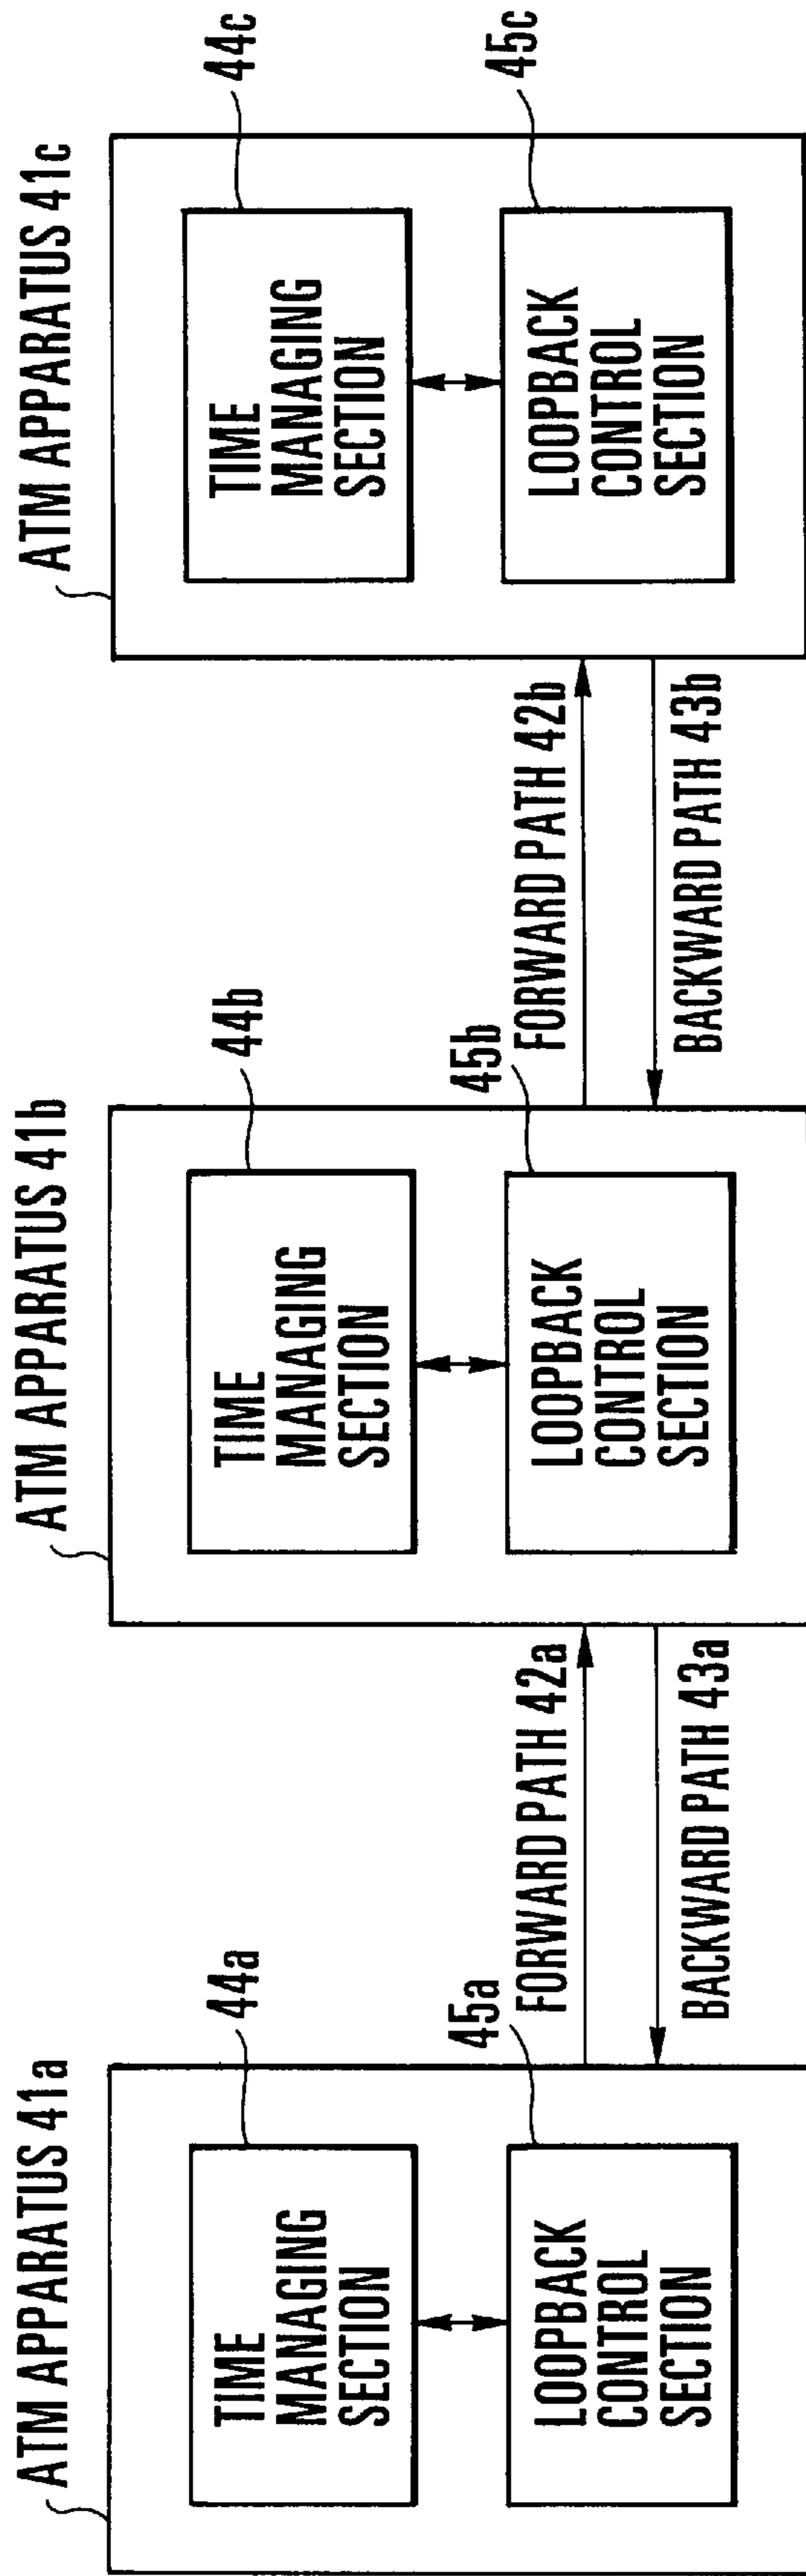 ATM APPARATUS 41a
44a
TIME
MANAGING
SECTION
45a
LOOPBACK
CONTROL
SECTION
FORWARD PATH 42a
BACKWARD PATH 43a
ATM APPARATUS 41b
44b
TIME
MANAGING
SECTION
45b
LOOPBACK
CONTROL
SECTION
FORWARD PATH 42b
BACKWARD PATH 43b
ATM APPARATUS 41c
44c
TIME
MANAGING
SECTION
45c
LOOPBACK
CONTROL
SECTION